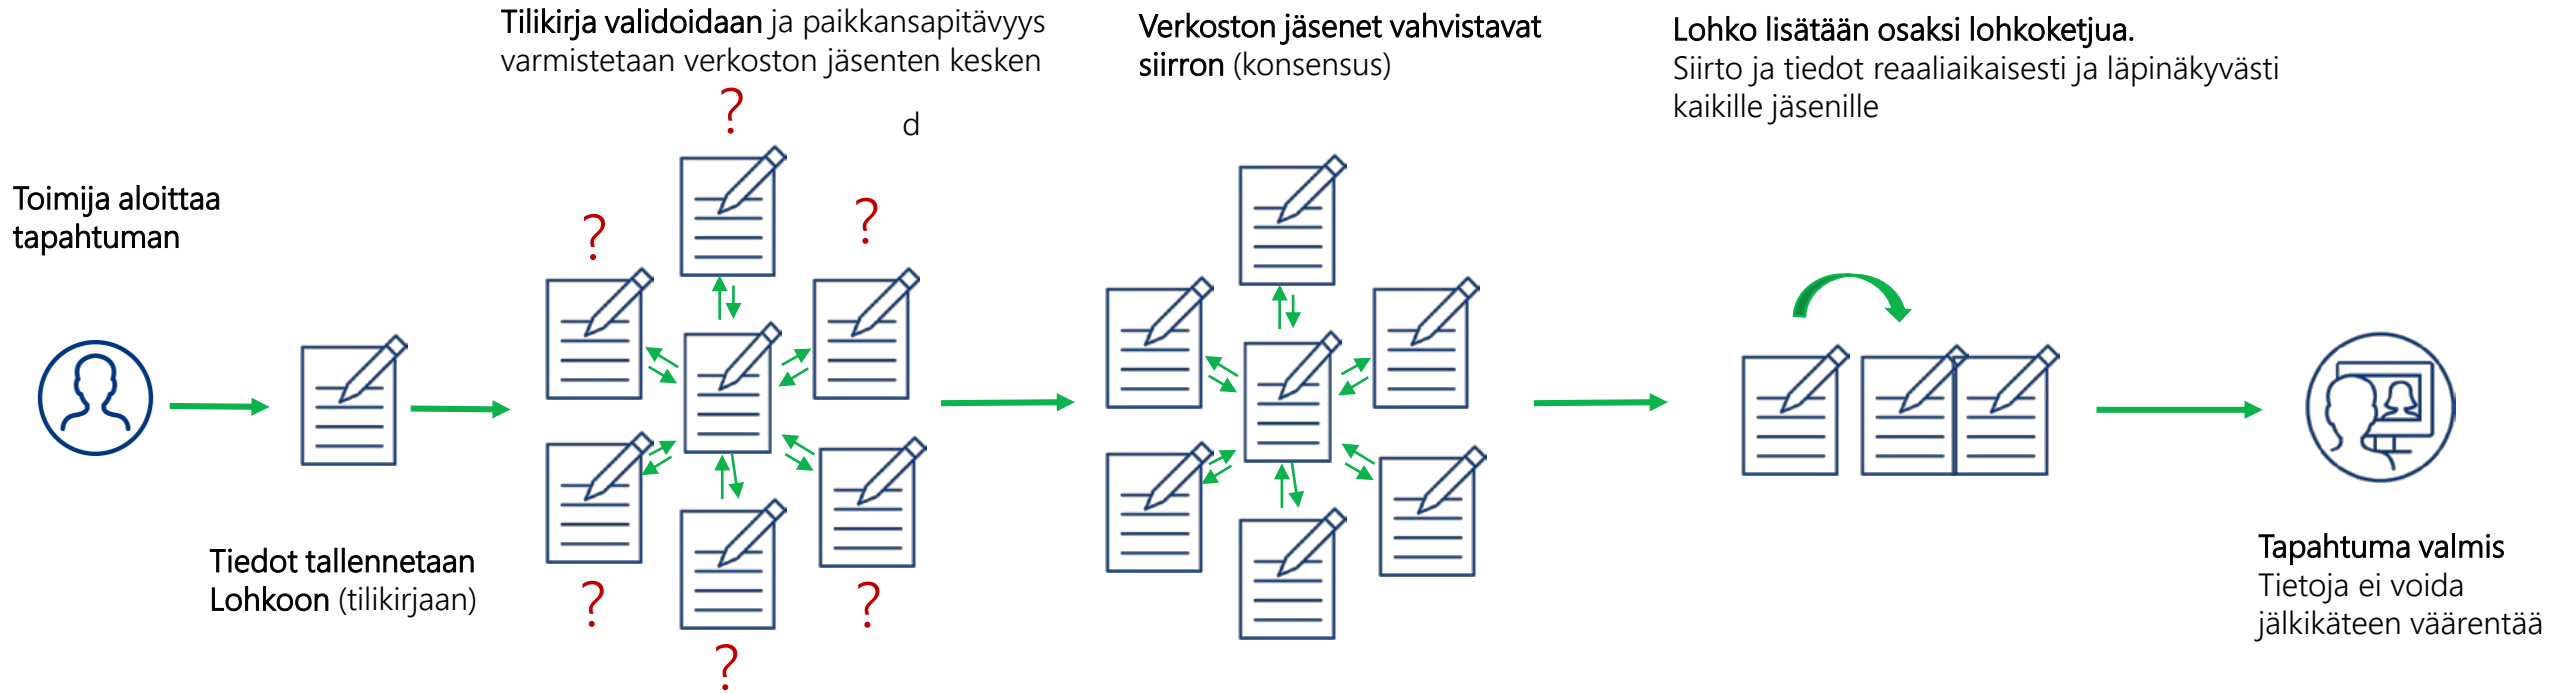 Toimija aloittaa
tapahtuman
Tiedot tallennetaan
Lohkoon (tilikirjaan)
Tilikirja validoidaan ja paikkansapitävyys
varmistetaan verkoston jäsenten kesken
?
d
?
?
?
?
?
Verkoston jäsenet vahvistavat
siirron (konsensus)
Lohko lisätään osaksi lohkoketjua.
Siirto ja tiedot reaaliaikaisesti ja läpinäkyvästi
kaikille jäsenille
Tapahtuma valmis
Tietoja ei voida
jälkikäteen väärentää